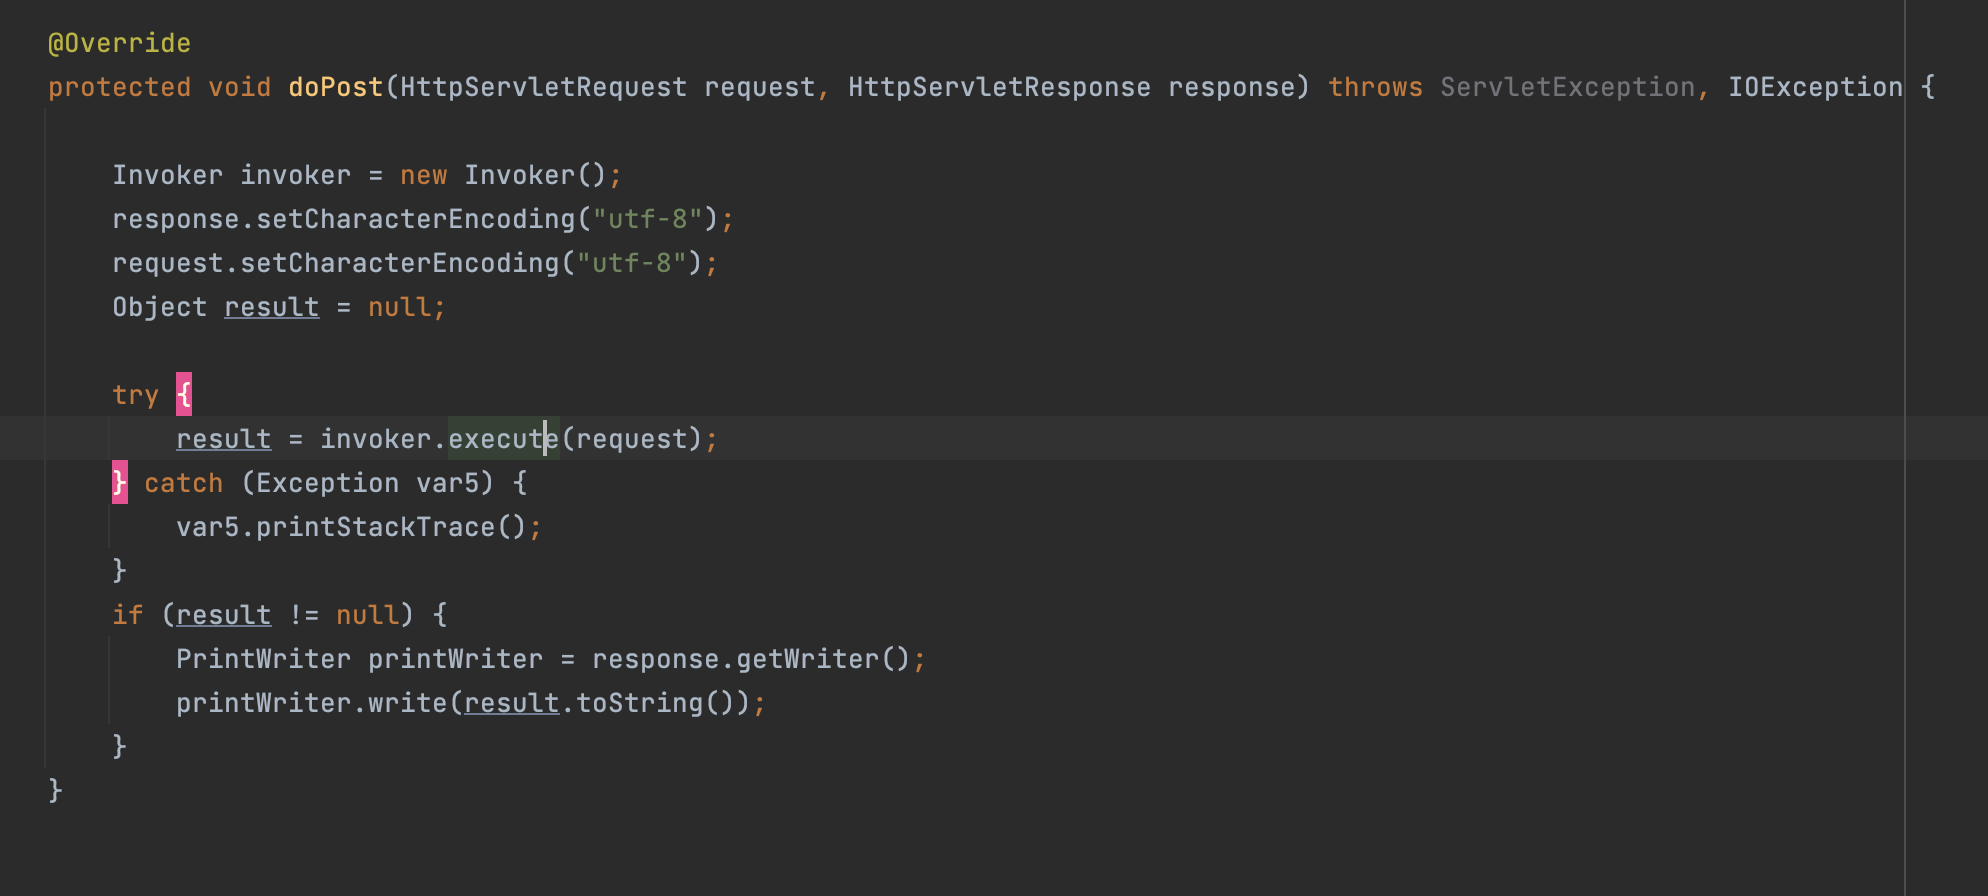 @Override
protected void doPost(HttpServletRequest request, HttpServletResponse response) throws ServletException, IOException {
Invoker invoker = new Invoker();
response.setCharacterEncoding("utf-8");
request.setCharacterEncoding("utf-8");
Object result = null;
try {
result = invoker.execute(request);
} catch (Exception var5) {
var5.printStackTrace();
}
if (result != null) {
PrintWriter printWriter = response.getWriter();
printWriter.write(result.toString());
}
}